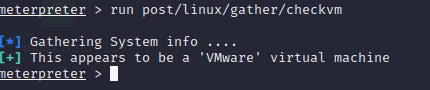 meterpreter > run post/linux/gather/checkvm
[*] Gathering System info ....
[+] This appears to be a 'VMware' virtual machine
meterpreter >